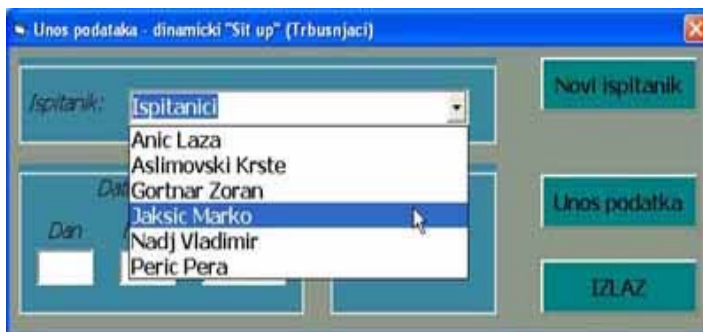 Unos podataka - dinamicki "Sit up" (Trbusnjaci)
Ispitanik:
Ispitanici
Novi ispitanik
Anic Laza
Aslimovski Krste
Gortnar Zoran
Jaksic Marko
Nadj Vladimir
Peric Pera
Dan
Unos podatka
IZLAZ